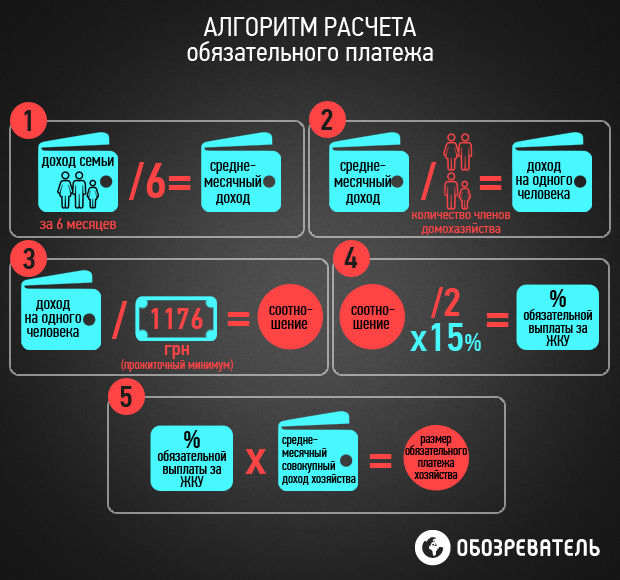 АЛГОРИТМ РАСЧЕТА
обязательного платежа
1
доход семьи
за 6 месяцев
/6=
средне-
месячный
доход
2
средне-
месячный
доход
/
количество членов
домохазяйства
=
доход
на одного
человека
3
доход
на одного
человека
/
1176
грн
(прожиточный минимум)
=
соотно-
шение
4
соотно-
шение
/2
x15%
=
%
обязательной
выплаты за
ЖКУ
5
%
обязательной
выплаты за
ЖКУ
x
средне-
месячный
совокупный
доход хозяйства
=
размер
обязательного
платежа
хозяйства
ОБОЗРЕВАТЕЛЬ